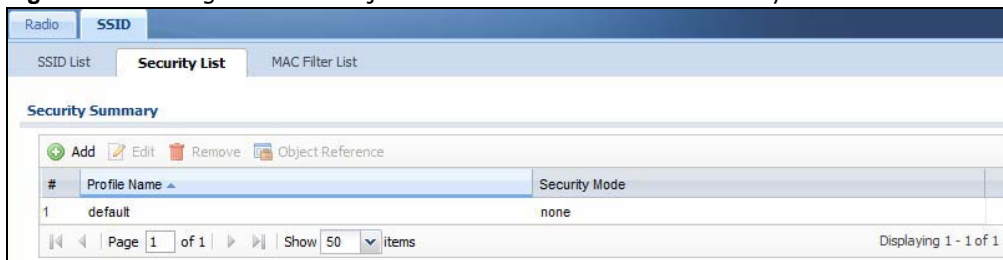 Radio SSID
SSID List Security List MAC Filter List
Security Summary
Add Edit Remove Object Reference
# Profile Name Security Mode
1 default none
Page 1 of 1 Show 50 items Displaying 1 - 1 of 1